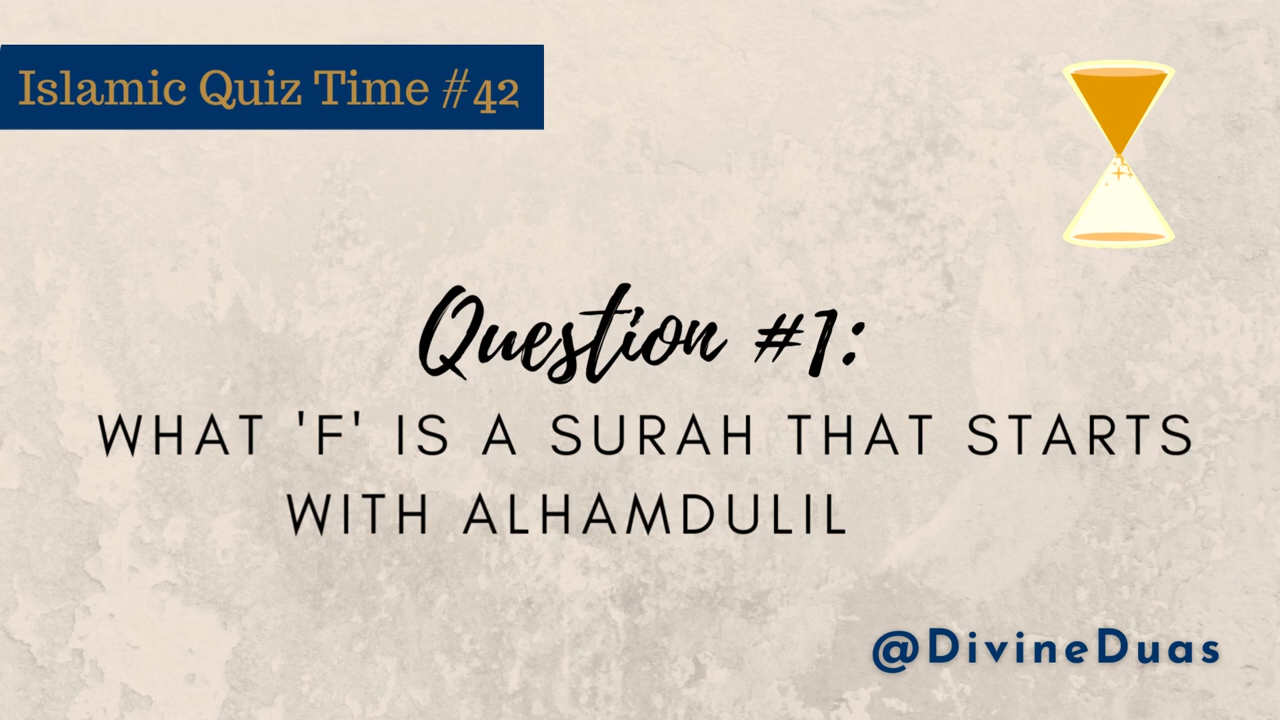 Islamic Quiz Time #42
Question #1:
WHAT 'F' IS A SURAH THAT STARTS
WITH ALHAMDULIL
@DivineDuas